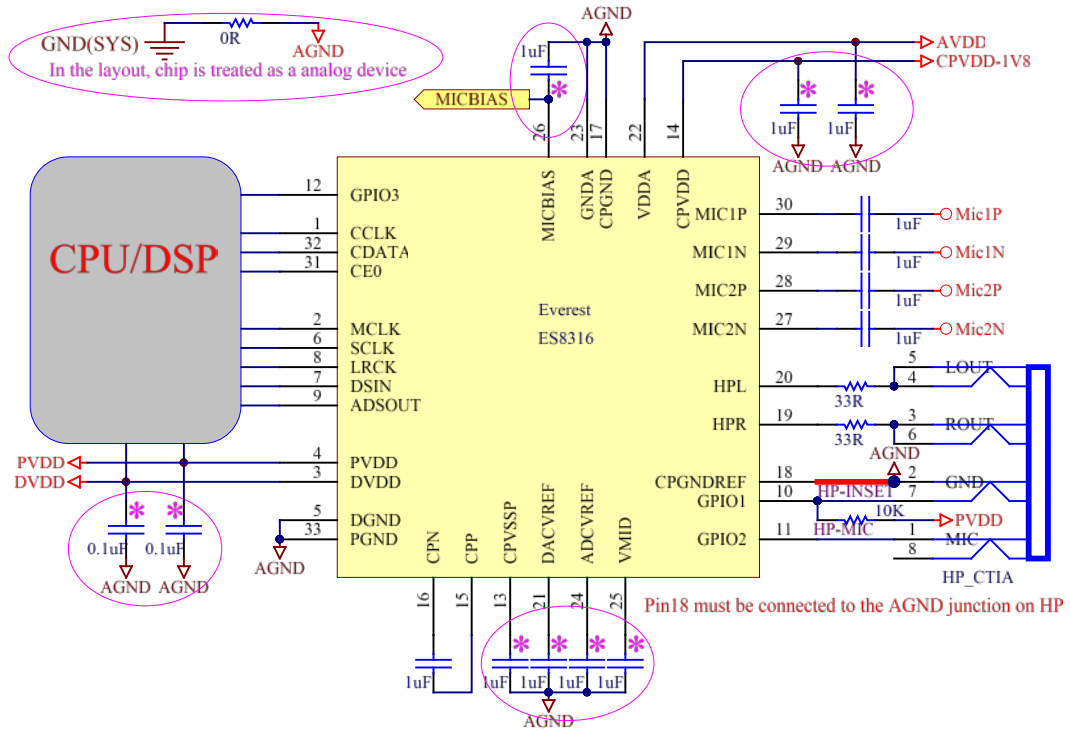 AGND
GND(SYS)
0R
AGND
In the layout, chip is treated as a analog device
1uF
*
MICBIAS
AVDD
CPVDD-1V8
*
*
1uF
1uF
AGND
AGND
26
23
17
22
14
MICBIAS
GNDA
CPGND
VDDA
CPVDD
CPU/DSP
12
GPIO3
1
CCLK
32
CDATA
31
CE0
2
MCLK
6
SCLK
8
LRCK
7
DSIN
9
ADSOUT
PVDD
4
PVDD
DVDD
3
DVDD
5
DGND
33
PGND
AGND
*
*
0.1uF
0.1uF
AGND
AGND
Everest
ES8316
MIC1P
30
1uF
Mic1P
MIC1N
29
1uF
Mic1N
MIC2P
28
1uF
Mic2P
MIC2N
27
1uF
Mic2N
HPL
20
33R
5
LOUT
4
HPR
19
33R
3
ROUT
6
AGND
CPGNDREF
18
2
GND
HP-INSET
GPIO1
10
7
10K
PVDD
HP-MIC
GPIO2
11
1
MIC
8
HP_CTIA
Pin18 must be connected to the AGND junction on HP
CPN
CPP
CPVSSP
DACVREF
ADCVREF
VMID
16
15
13
21
24
25
*
*
*
*
1uF
1uF
1uF
1uF
1uF
AGND